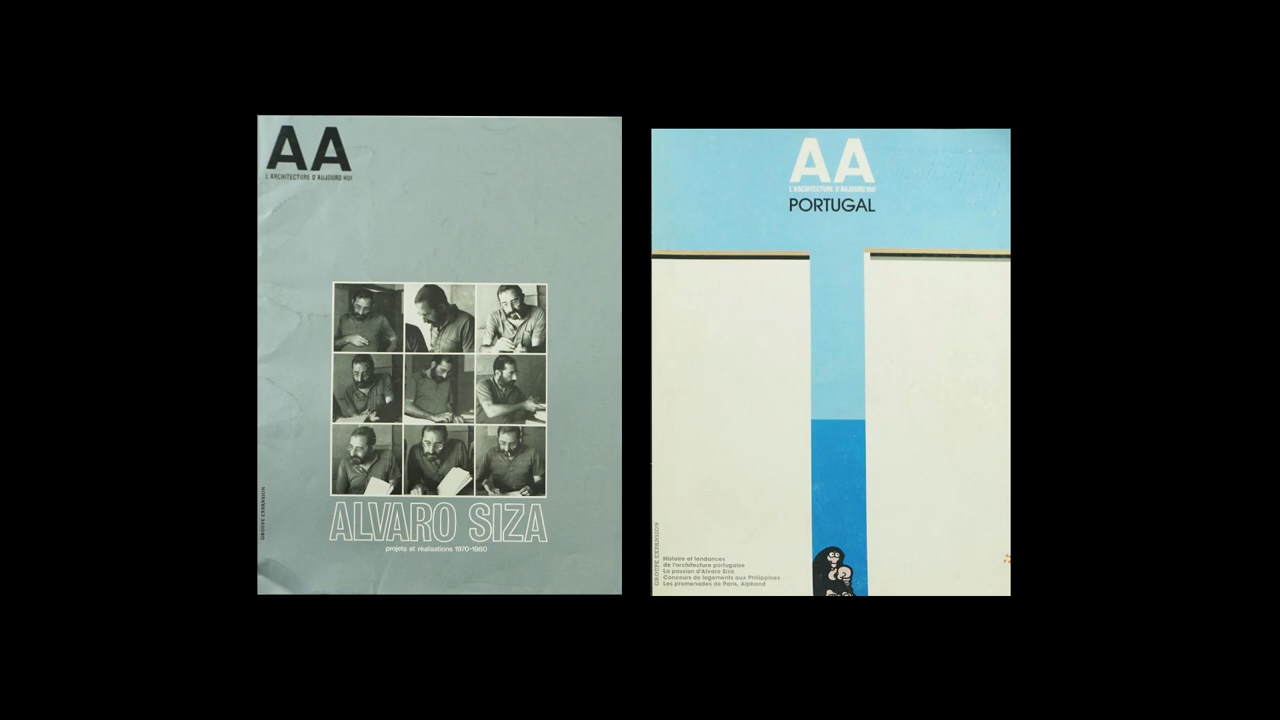 AA
L'ARCHITECTURE D'AUJOURD'HUI
GROUPE EXPANSION
ALVARO SIZA
projets et réalisations 1970-1980
AA
L'ARCHITECTURE D'AUJOURD'HUI
PORTUGAL
GROUPE EXPANSION
Histoire et tendances
de l'architecture portugaise
La passion d'Alvaro Siza
Concours de logements aux Philippines
Les promenades de Paris, Alphand